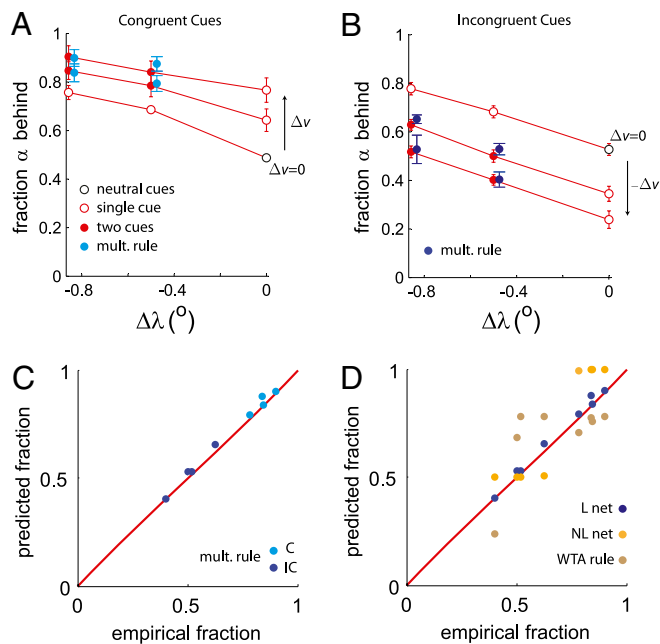 A
Congruent Cues
fraction α behind
1
0.8
0.6
0.4
0.2
0
-0.8
-0.4
0
Δλ (o)
Δv
Δv=0
neutral cues
single cue
two cues
mult. rule
B
Incongruent Cues
fraction α behind
1
0.8
0.6
0.4
0.2
0
-0.8
-0.4
0
Δλ (o)
Δv=0
-Δv
mult. rule
C
predicted fraction
1
0.5
0
0
0.5
1
empirical fraction
mult. rule
C
IC
D
predicted fraction
1
0.5
0
0
0.5
1
empirical fraction
L net
NL net
WTA rule